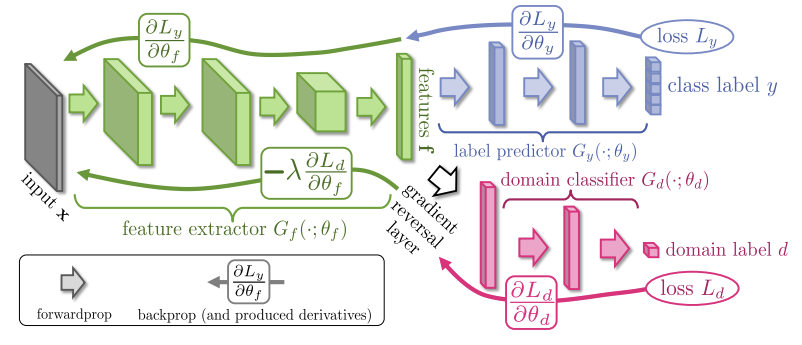 ∂L_y
∂θ_f
∂L_y
∂θ_y
loss L_y
features f
class label y
label predictor G_y(·;θ_y)
−λ ∂L_d
∂θ_f
input x
feature extractor G_f(·;θ_f)
gradient
reversal
layer
domain classifier G_d(·;θ_d)
domain label d
∂L_d
∂θ_d
loss L_d
∂L_y
∂θ_f
forwardprop
backprop (and produced derivatives)